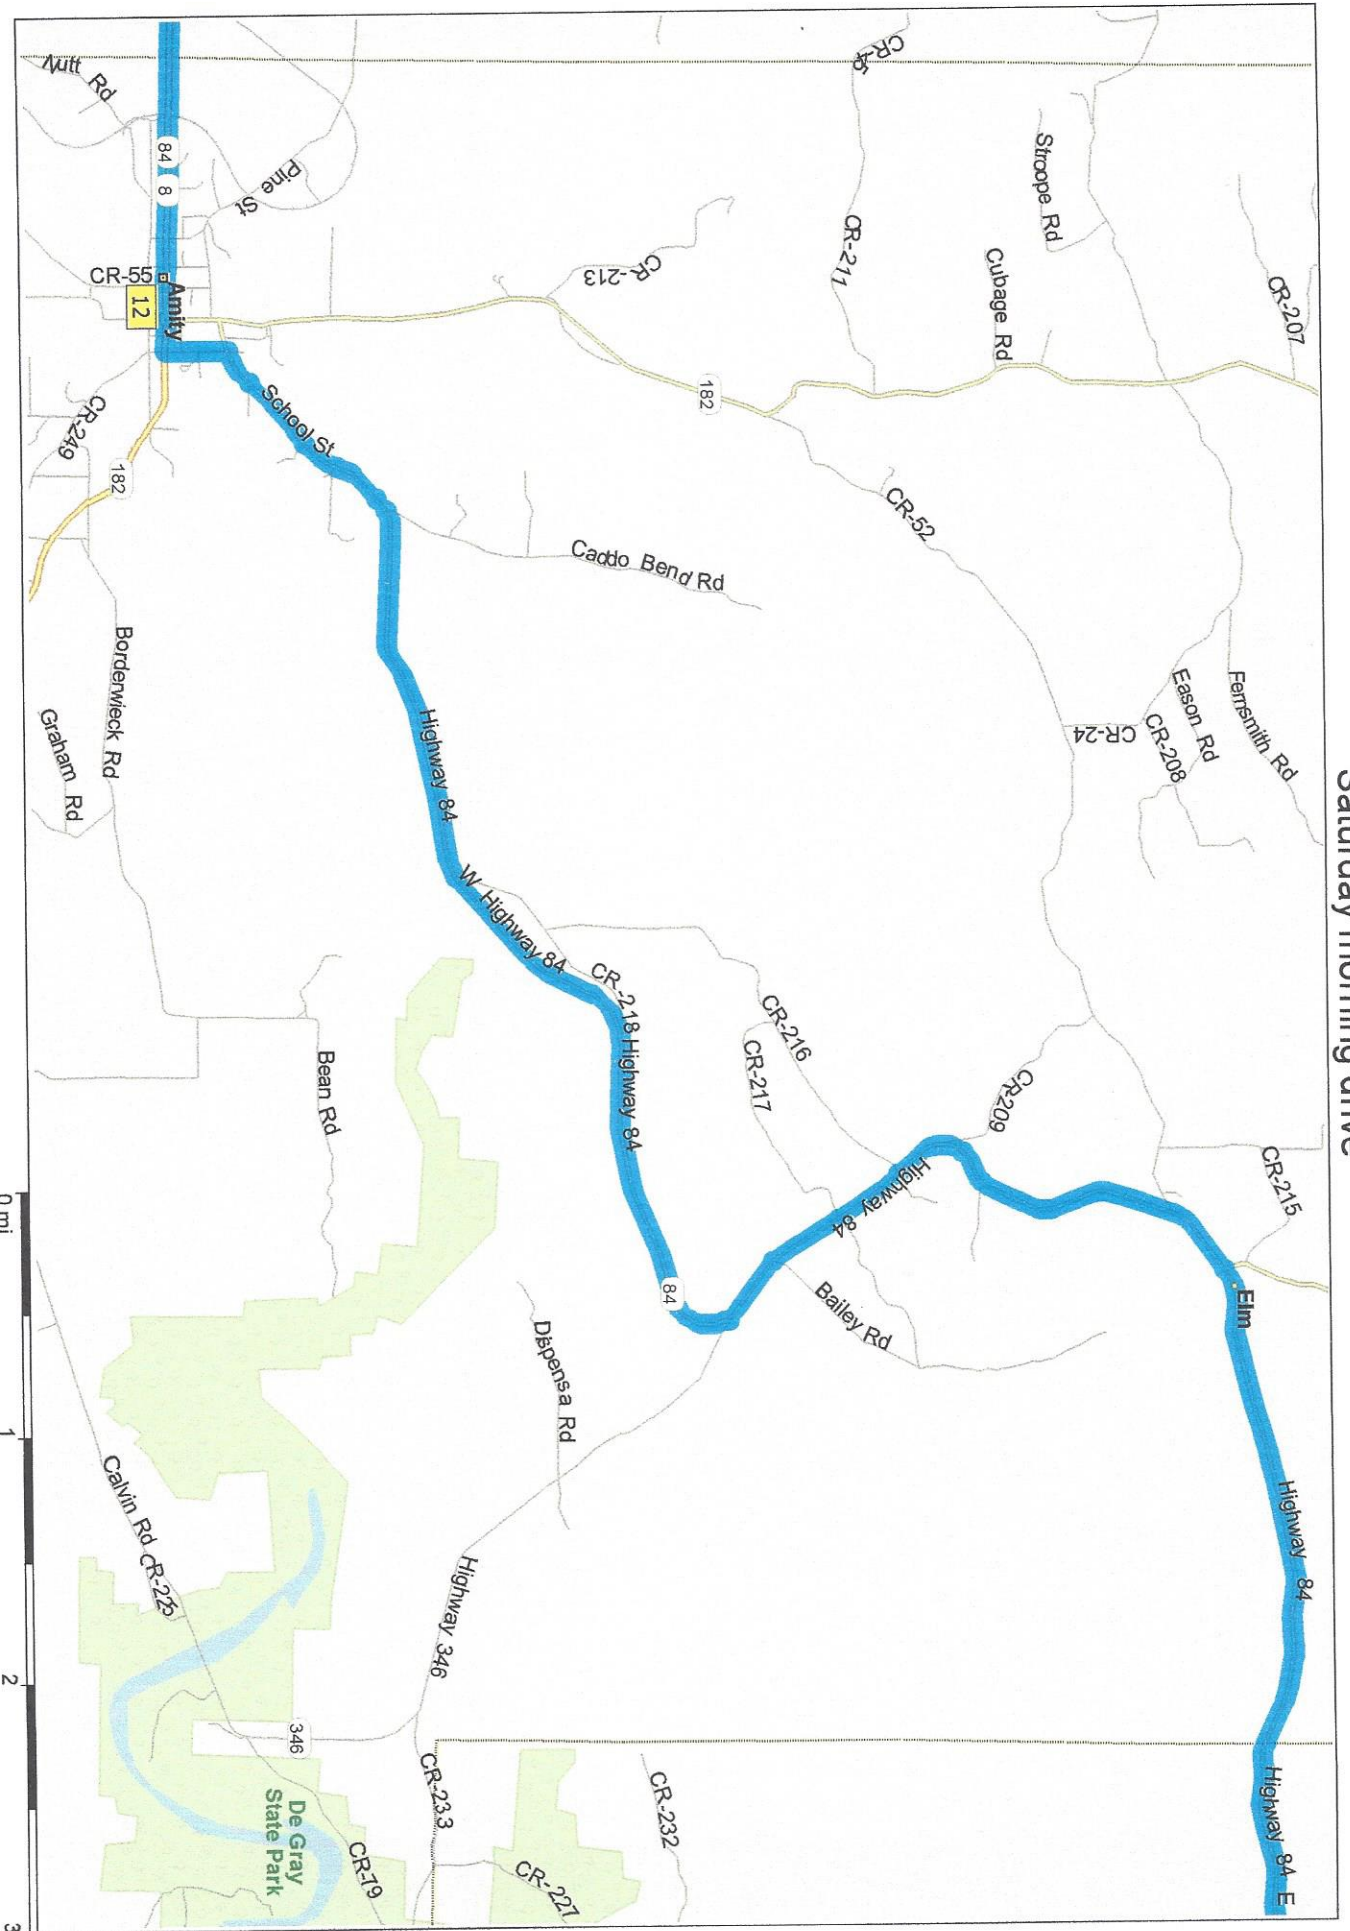 Saturday morning drive
CR-45
CR-207
Stroope Rd
CR-211
Cubage Rd
CR-213
Nutt Rd
84
8
Pine St
CR-55
Amity
12
182
School St
CR-249
182
CR-52
Caddo Bend Rd
Fernsmith Rd
Eason Rd
CR-208
CR-24
Borderwieck Rd
Graham Rd
Highway 84
W Highway 84
CR-218
Highway 84
CR-216
CR-217
CR-209
CR-215
Bean Rd
Highway 84
84
Bailey Rd
Elm
Dispensa Rd
Highway 84
Calvin Rd
CR-225
Highway 346
346
CR-233
CR-232
Highway 84 E
De Gray
State Park
CR-79
CR-227
0 mi
1
2
3